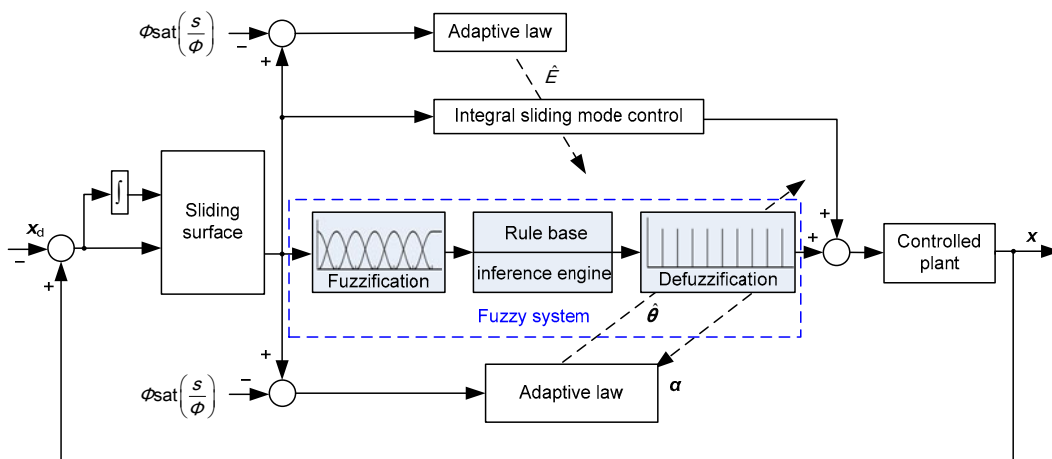 Φsat(s/Φ)
−
+
Adaptive law
Ê
Integral sliding mode control
∫
Sliding
surface
x_d
−
+
Fuzzification
Rule base
inference engine
Defuzzification
Fuzzy system
θ̂
+
+
Controlled
plant
x
+
−
Φsat(s/Φ)
Adaptive law
α